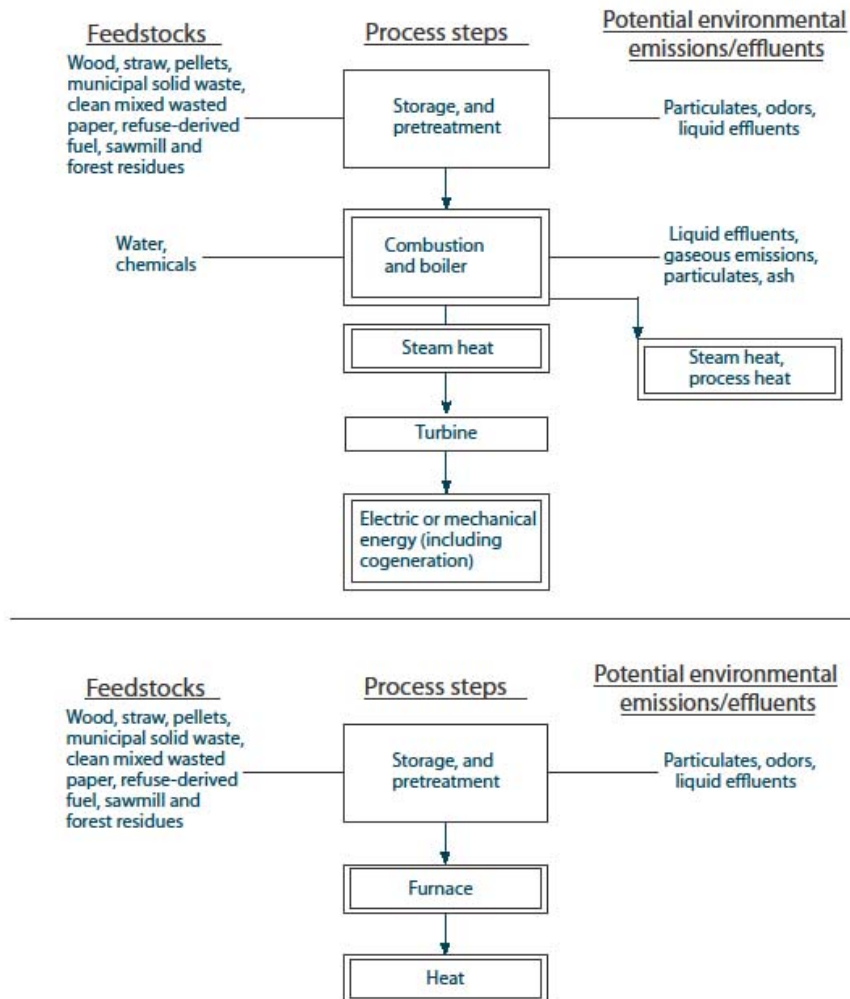 Feedstocks
Wood, straw, pellets,
municipal solid waste,
clean mixed wasted
paper, refuse-derived
fuel, sawmill and
forest residues
Process steps
Potential environmental
emissions/effluents
Storage, and
pretreatment
Particulates, odors,
liquid effluents
Water,
chemicals
Combustion
and boiler
Liquid effluents,
gaseous emissions,
particulates, ash
Steam heat
Steam heat,
process heat
Turbine
Electric or mechanical
energy (including
cogeneration)
Feedstocks
Wood, straw, pellets,
municipal solid waste,
clean mixed wasted
paper, refuse-derived
fuel, sawmill and
forest residues
Process steps
Potential environmental
emissions/effluents
Storage, and
pretreatment
Particulates, odors,
liquid effluents
Furnace
Heat